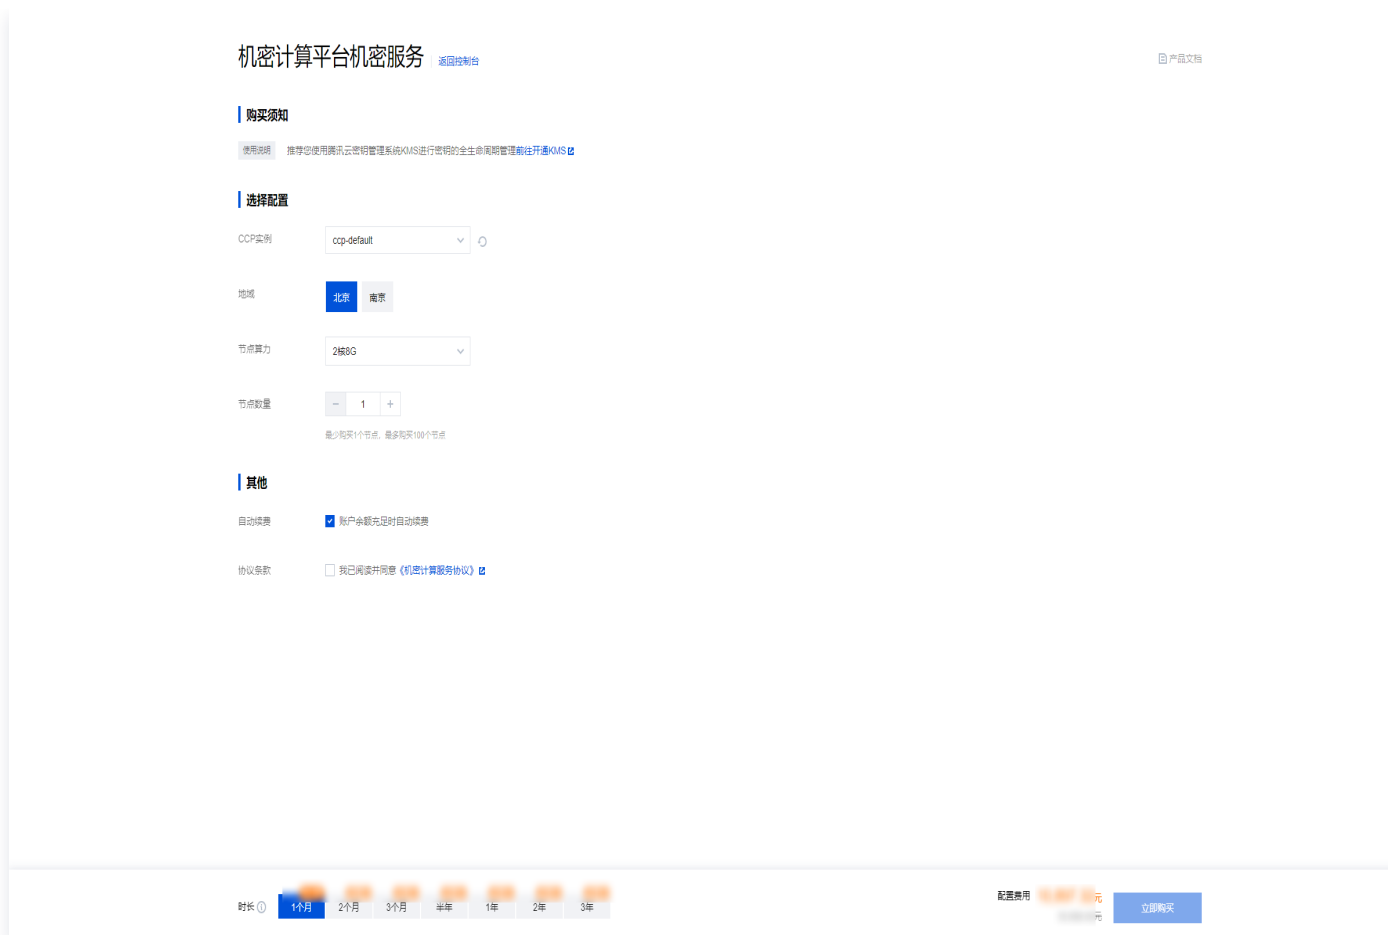 机密计算平台机密服务 返回控制台 产品文档
购买须知
使用说明 推荐您使用腾讯云密钥管理系统KMS进行密钥的全生命周期管理前往开通KMS
选择配置
CCP实例 ccp-default
地域 北京 南京
节点算力 2核8G
节点数量 - 1 +
最少购买1个节点，最多购买100个节点
其他
自动续费 账户余额充足时自动续费
协议条款 我已阅读并同意《机密计算服务协议》
时长 1个月 2个月 3个月 半年 1年 2年 3年
配置费用 元
元
立即购买